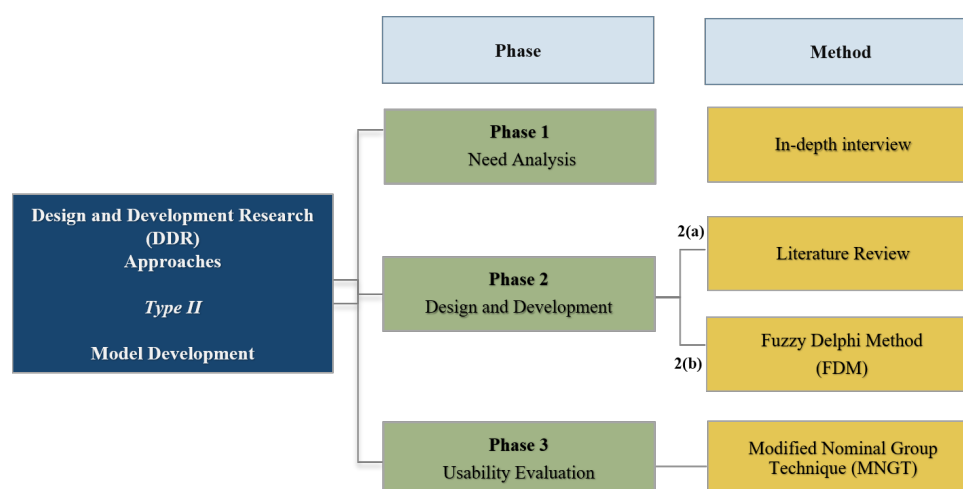 Phase
Method
Phase 1
Need Analysis
In-depth interview
Design and Development Research
(DDR)
Approaches
Type II
Model Development
Phase 2
Design and Development
2(a)
Literature Review
2(b)
Fuzzy Delphi Method
(FDM)
Phase 3
Usability Evaluation
Modified Nominal Group
Technique (MNGT)